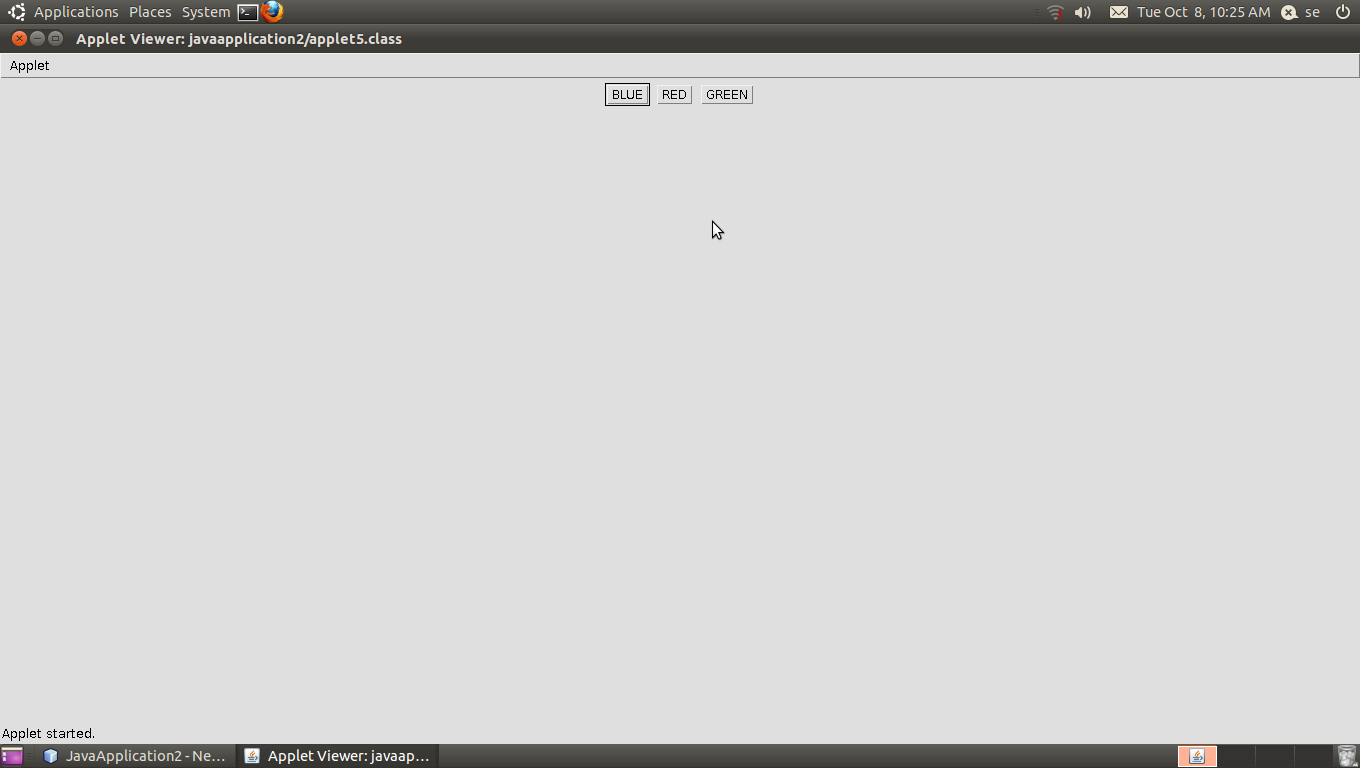 Applications Places System Tue Oct 8, 10:25 AM se
Applet Viewer: javaapplication2/applet5.class
Applet
BLUE RED GREEN
Applet started.
JavaApplication2 - Ne... Applet Viewer: javaap...